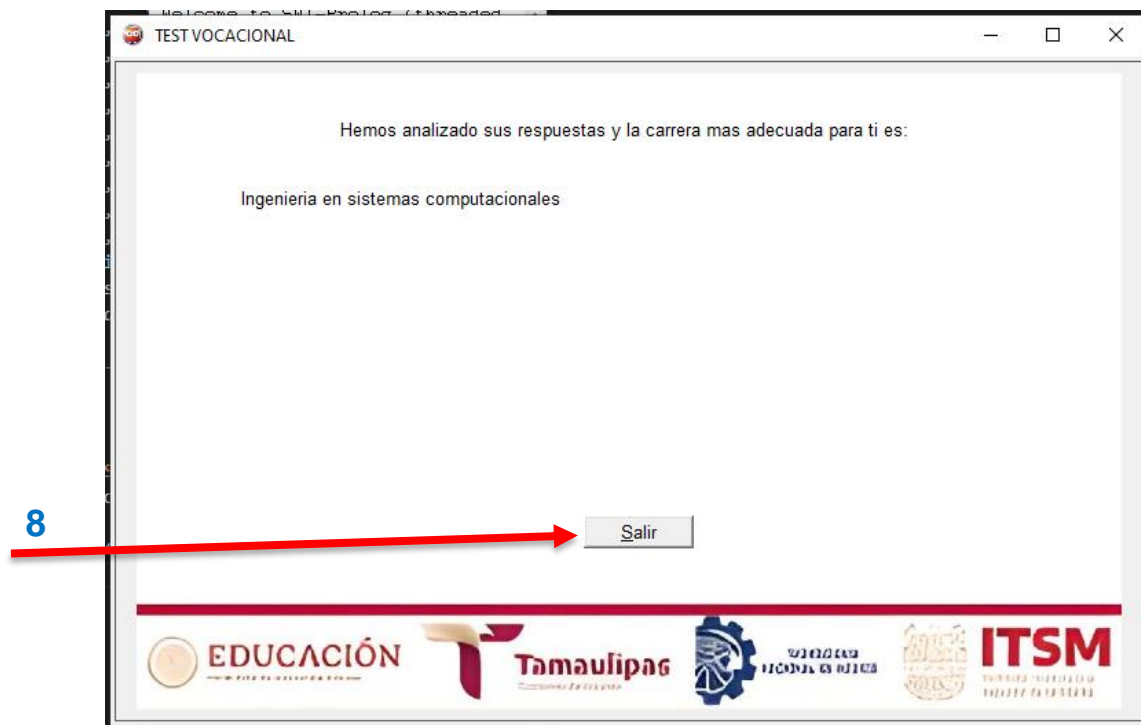 Welcome to SWI-Prolog (threaded,
TEST VOCACIONAL
Hemos analizado sus respuestas y la carrera mas adecuada para ti es:
Ingenieria en sistemas computacionales
8
Salir
EDUCACIÓN
Tamaulipas
ITSM